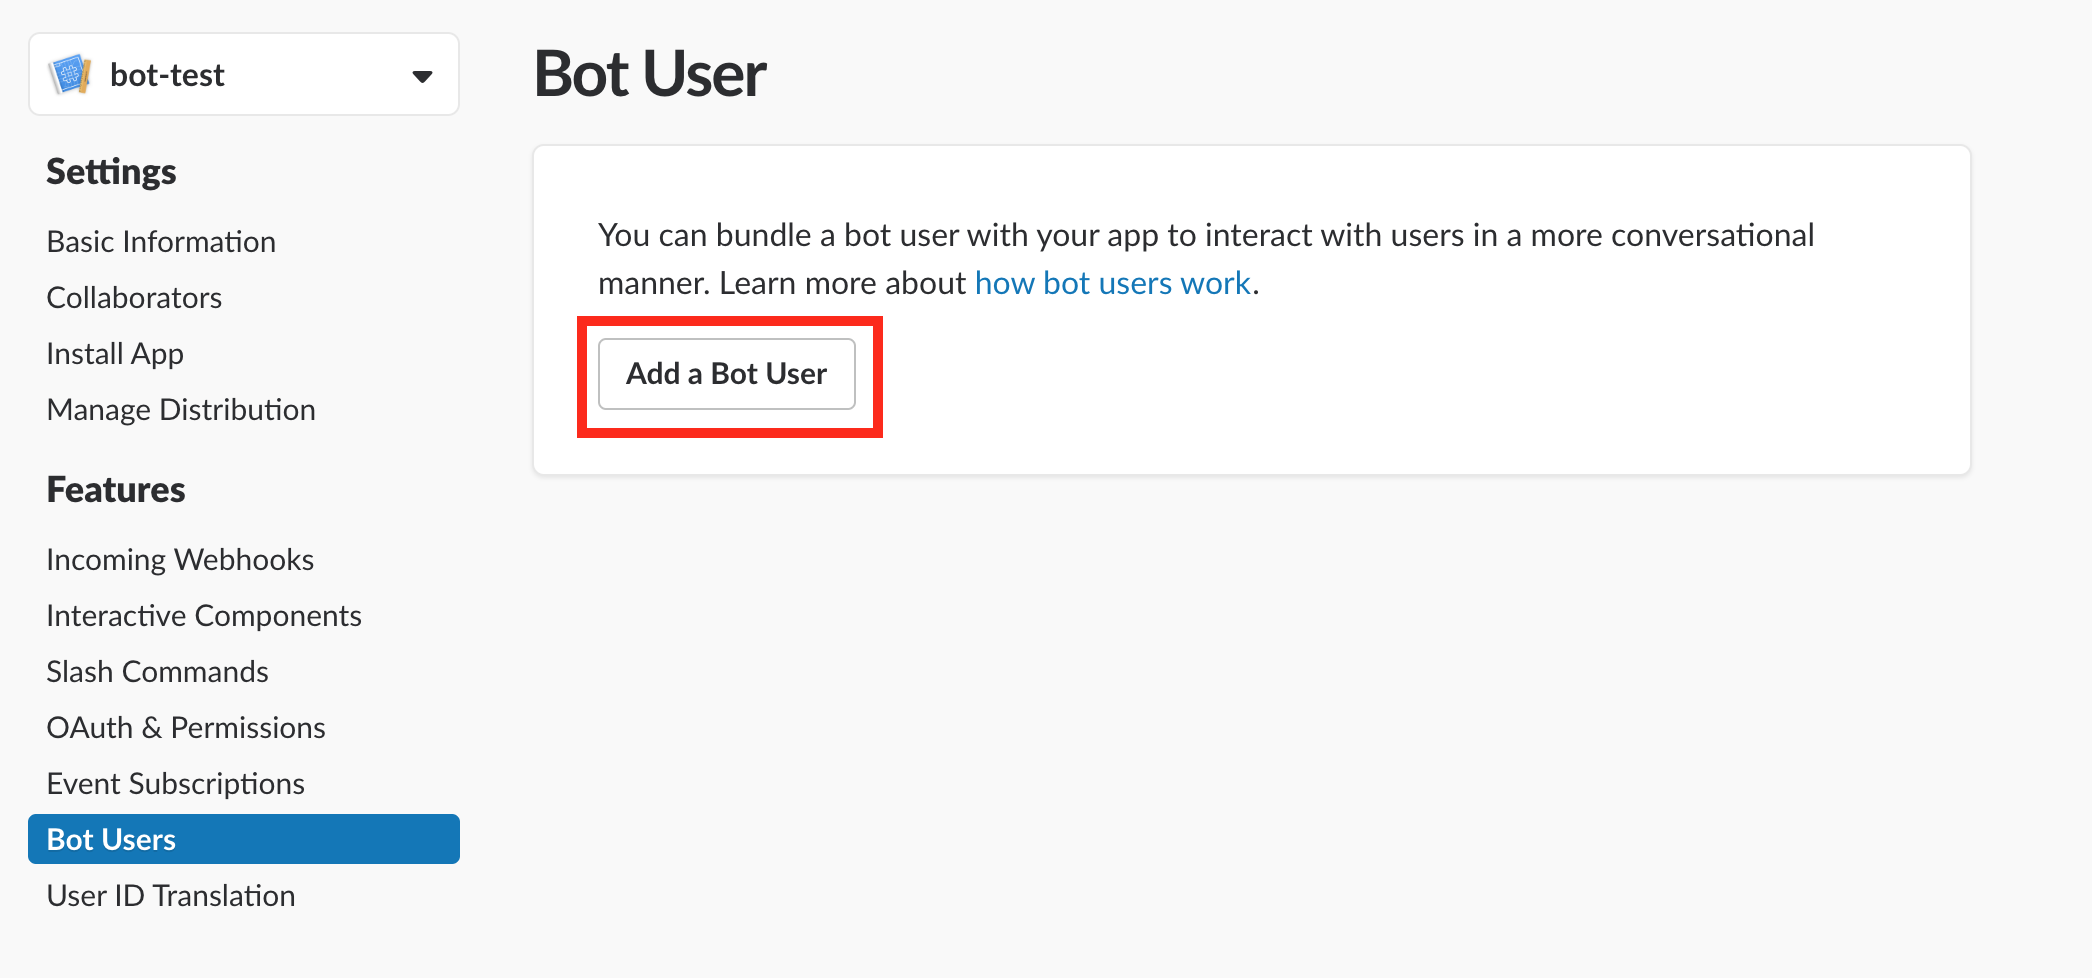 bot-test
Settings
Basic Information
Collaborators
Install App
Manage Distribution
Features
Incoming Webhooks
Interactive Components
Slash Commands
OAuth & Permissions
Event Subscriptions
Bot Users
User ID Translation
Bot User
You can bundle a bot user with your app to interact with users in a more conversational
manner. Learn more about how bot users work.
Add a Bot User